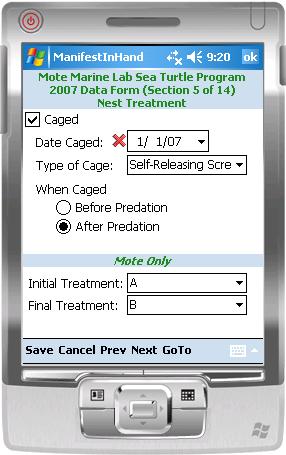 ManifestInHand 9:20 ok
Mote Marine Lab Sea Turtle Program
2007 Data Form (Section 5 of 14)
Nest Treatment
Caged
Date Caged: 1/ 1/07
Type of Cage: Self-Releasing Scre
When Caged
Before Predation
After Predation
Mote Only
Initial Treatment: A
Final Treatment: B
Save Cancel Prev Next GoTo